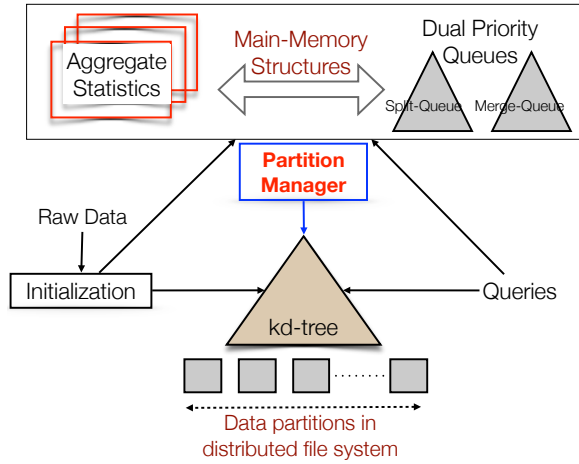 Aggregate
Statistics
Main-Memory
Structures
Dual Priority
Queues
Split-Queue
Merge-Queue
Partition
Manager
Raw Data
Initialization
kd-tree
Queries
Data partitions in
distributed file system